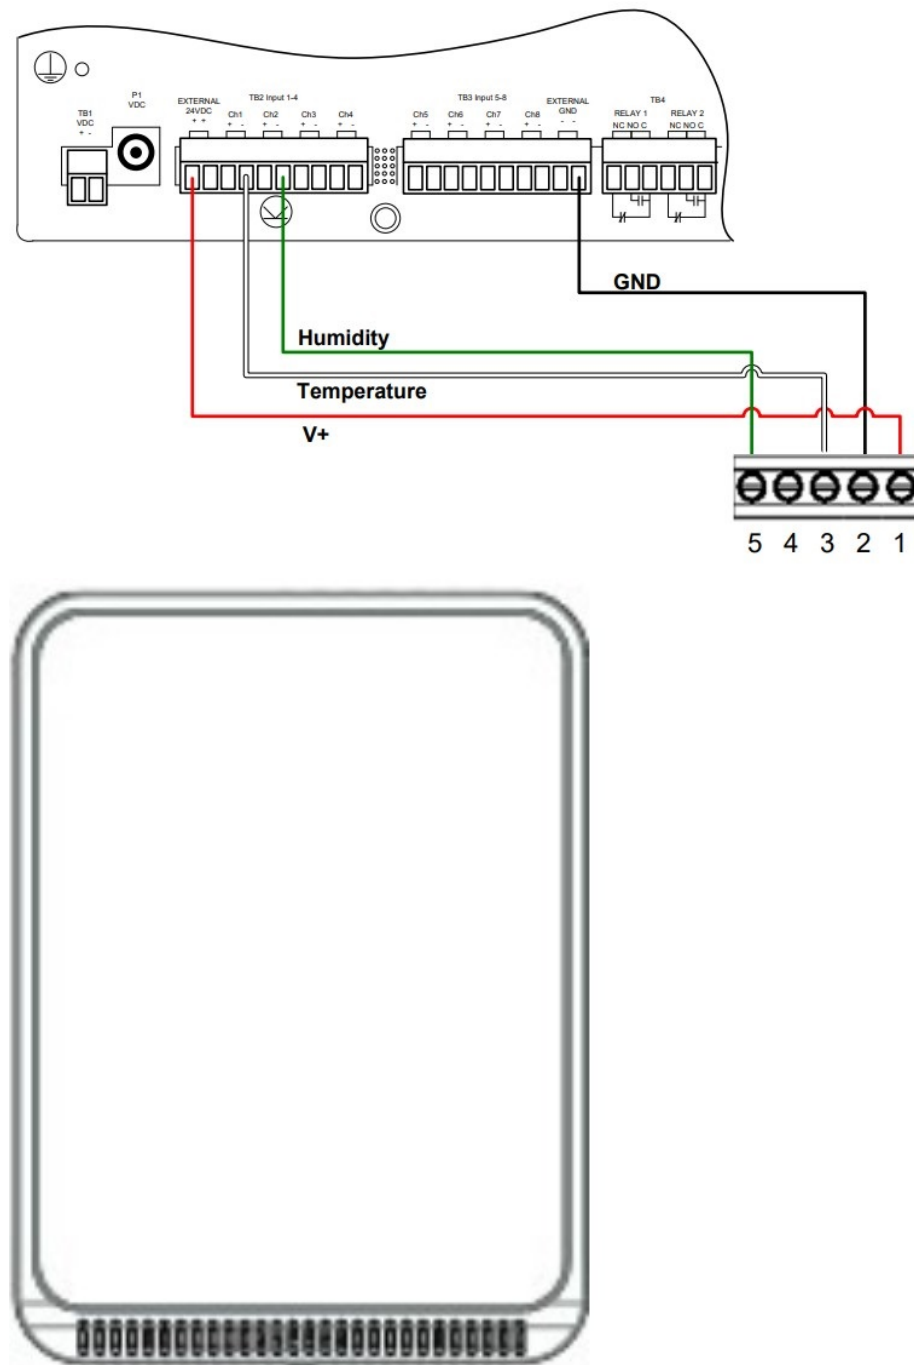 P1
VDC
TB1
VDC
+ -
EXTERNAL
24VDC
+ +
TB2 Input 1-4
Ch1
+ -
Ch2
+ -
Ch3
+ -
Ch4
+ -
TB3 Input 5-8
Ch5
+ -
Ch6
+ -
Ch7
+ -
Ch8
+ -
EXTERNAL
GND
- -
TB4
RELAY 1
NC NO C
RELAY 2
NC NO C
GND
Humidity
Temperature
V+
5 4 3 2 1